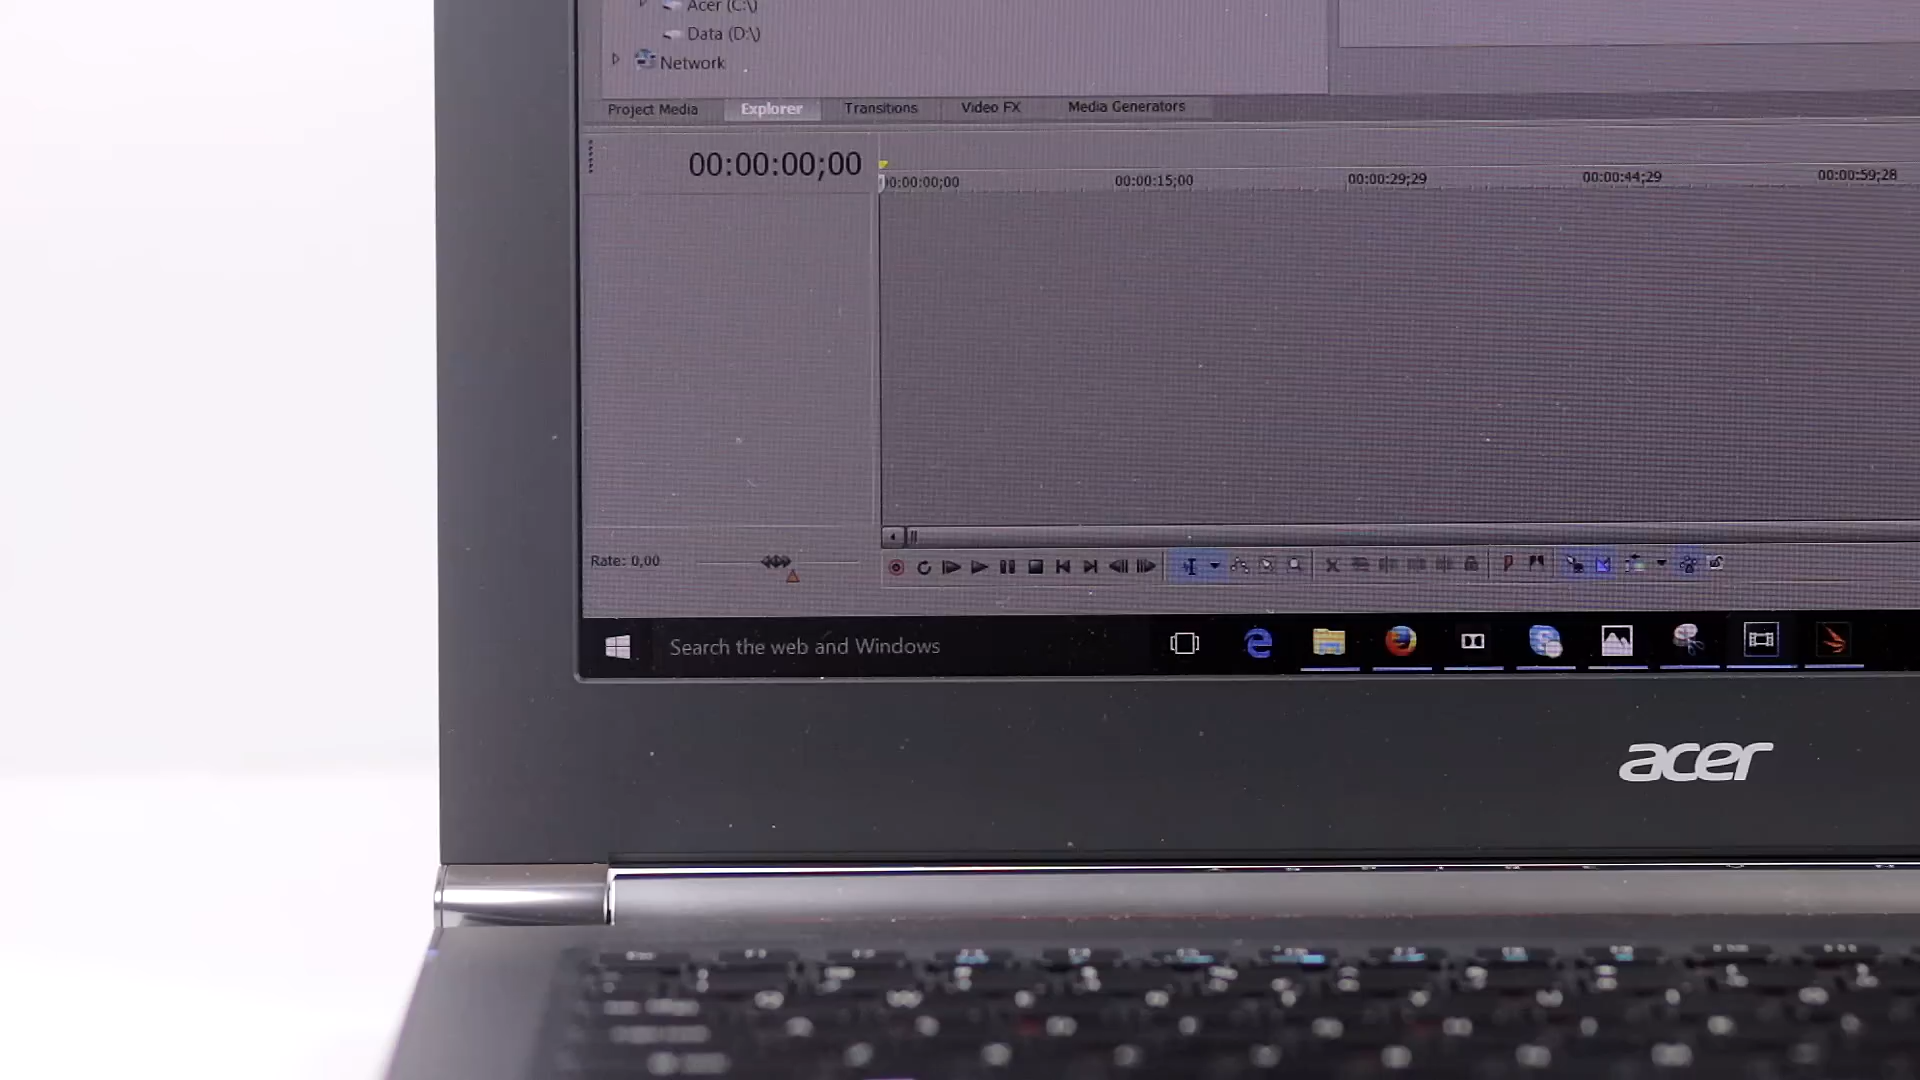 Acer (C:\)
Data (D:\)
Network
Project Media
Explorer
Transitions
Video FX
Media Generators
00:00:00;00
00:00:00;00
00:00:15;00
00:00:29;29
00:00:44;29
00:00:59;28
Rate: 0,00
Search the web and Windows
acer